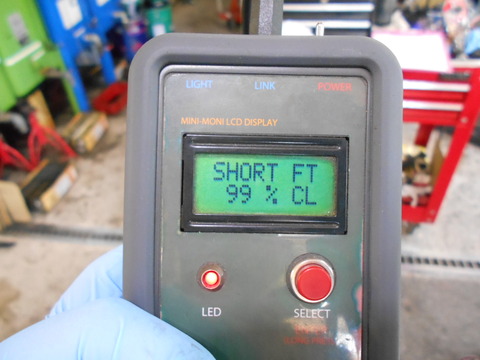 LIGHT LINK POWER
MINI-MONI LCD DISPLAY
SHORT FT
99 % CL
LED SELECT